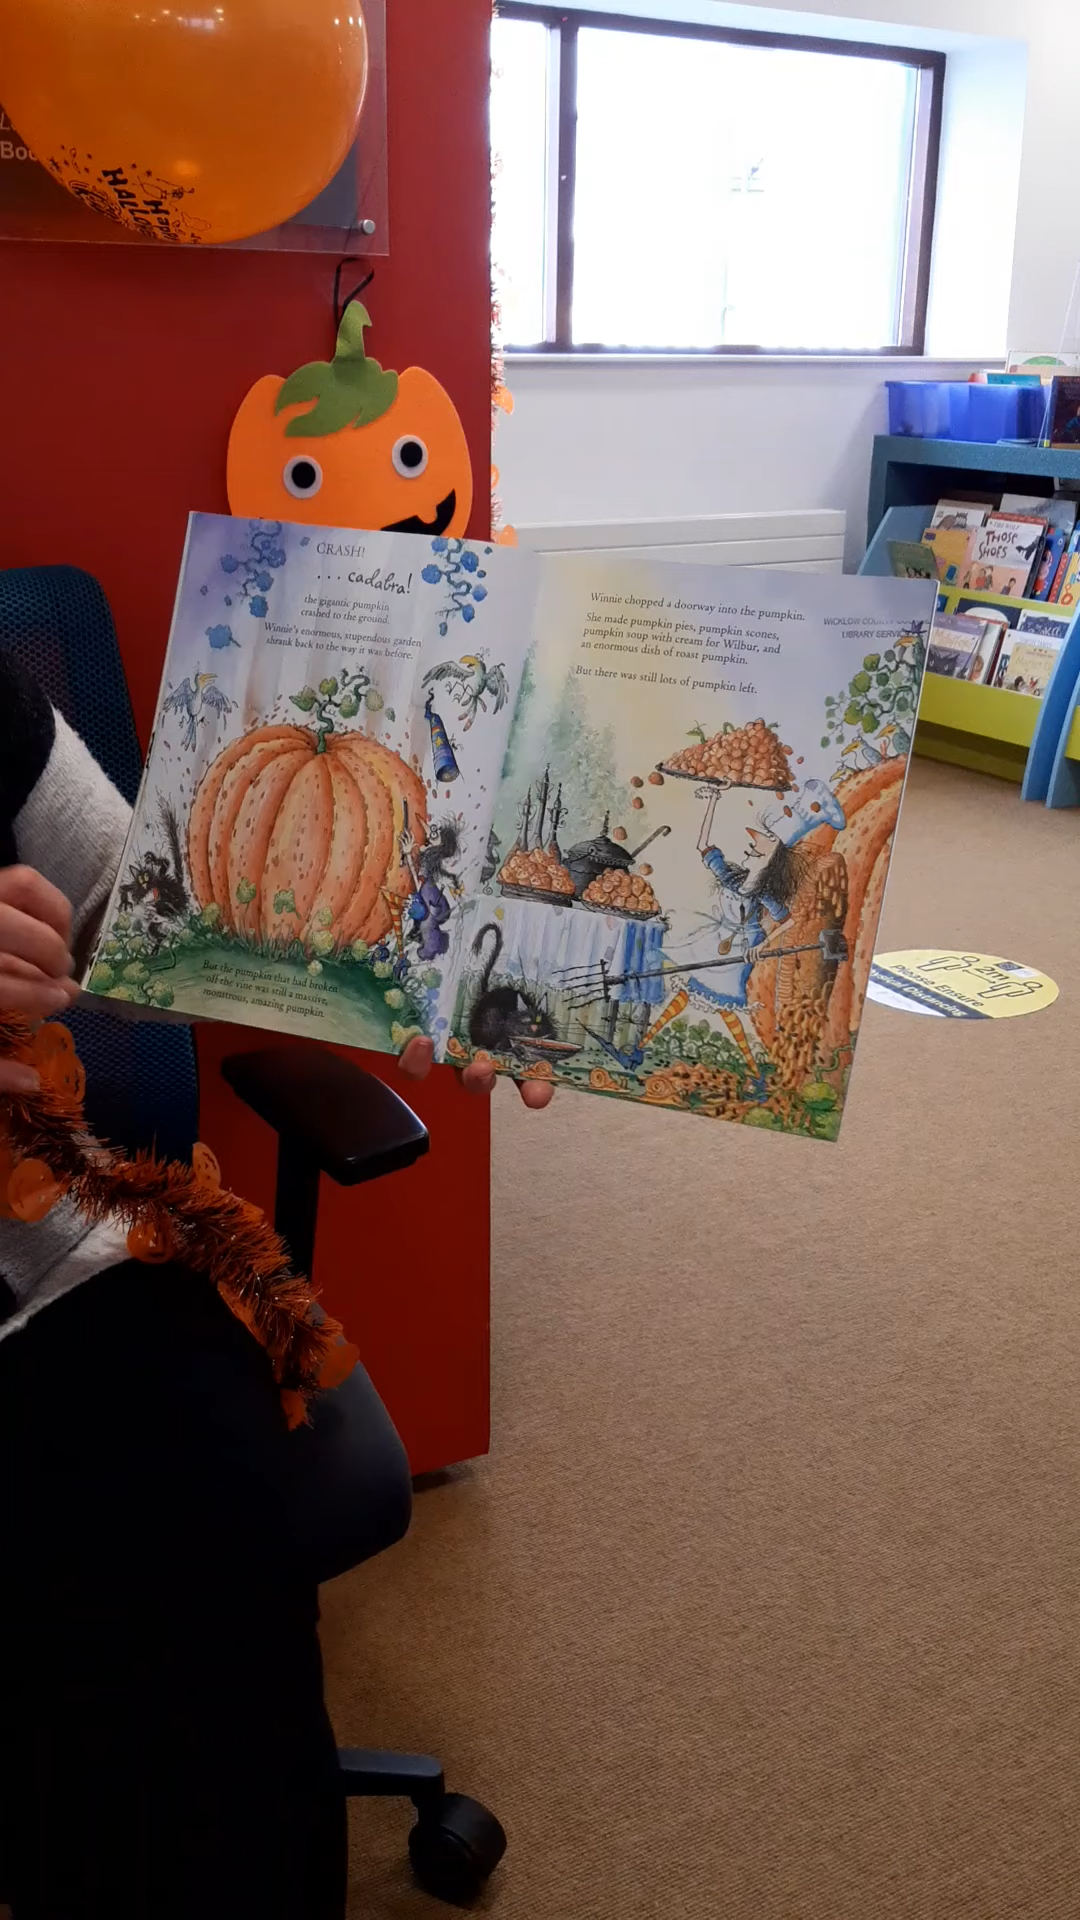 Boo
HAPPY
HALLO
CRASH!
... cadabra!
the gigantic pumpkin
crashed to the ground.
Winnie's enormous, stupendous garden
shrank back to the way it was before.
But the pumpkin that had broken
off the vine was still a massive,
monstrous, amazing pumpkin.
Winnie chopped a doorway into the pumpkin.
She made pumpkin pies, pumpkin scones,
pumpkin soup with cream for Wilbur, and
an enormous dish of roast pumpkin.
But there was still lots of pumpkin left.
WICKLOW COUNTY
LIBRARY SERVICE
THOSE
SHOES
2m
Please Ensure
Physical Distancing